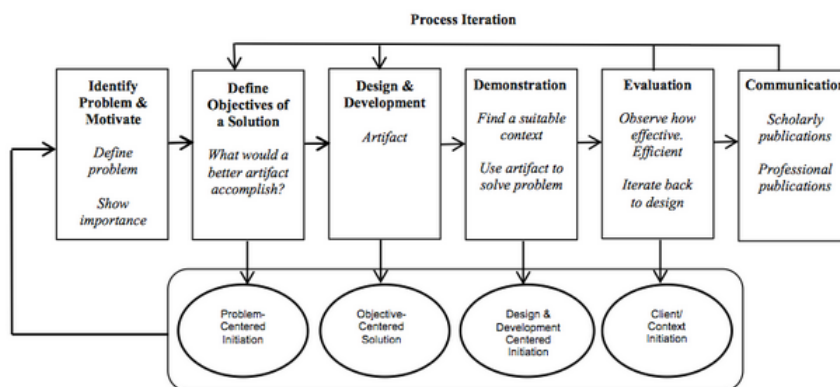 Process Iteration
Identify
Problem &
Motivate
Define
problem
Show
importance
Define
Objectives of
a Solution
What would a
better artifact
accomplish?
Design &
Development
Artifact
Demonstration
Find a suitable
context
Use artifact to
solve problem
Evaluation
Observe how
effective.
Efficient
Iterate back
to design
Communication
Scholarly
publications
Professional
publications
Problem-
Centered
Initiation
Objective-
Centered
Solution
Design &
Development
Centered
Initiation
Client/
Context
Initiation